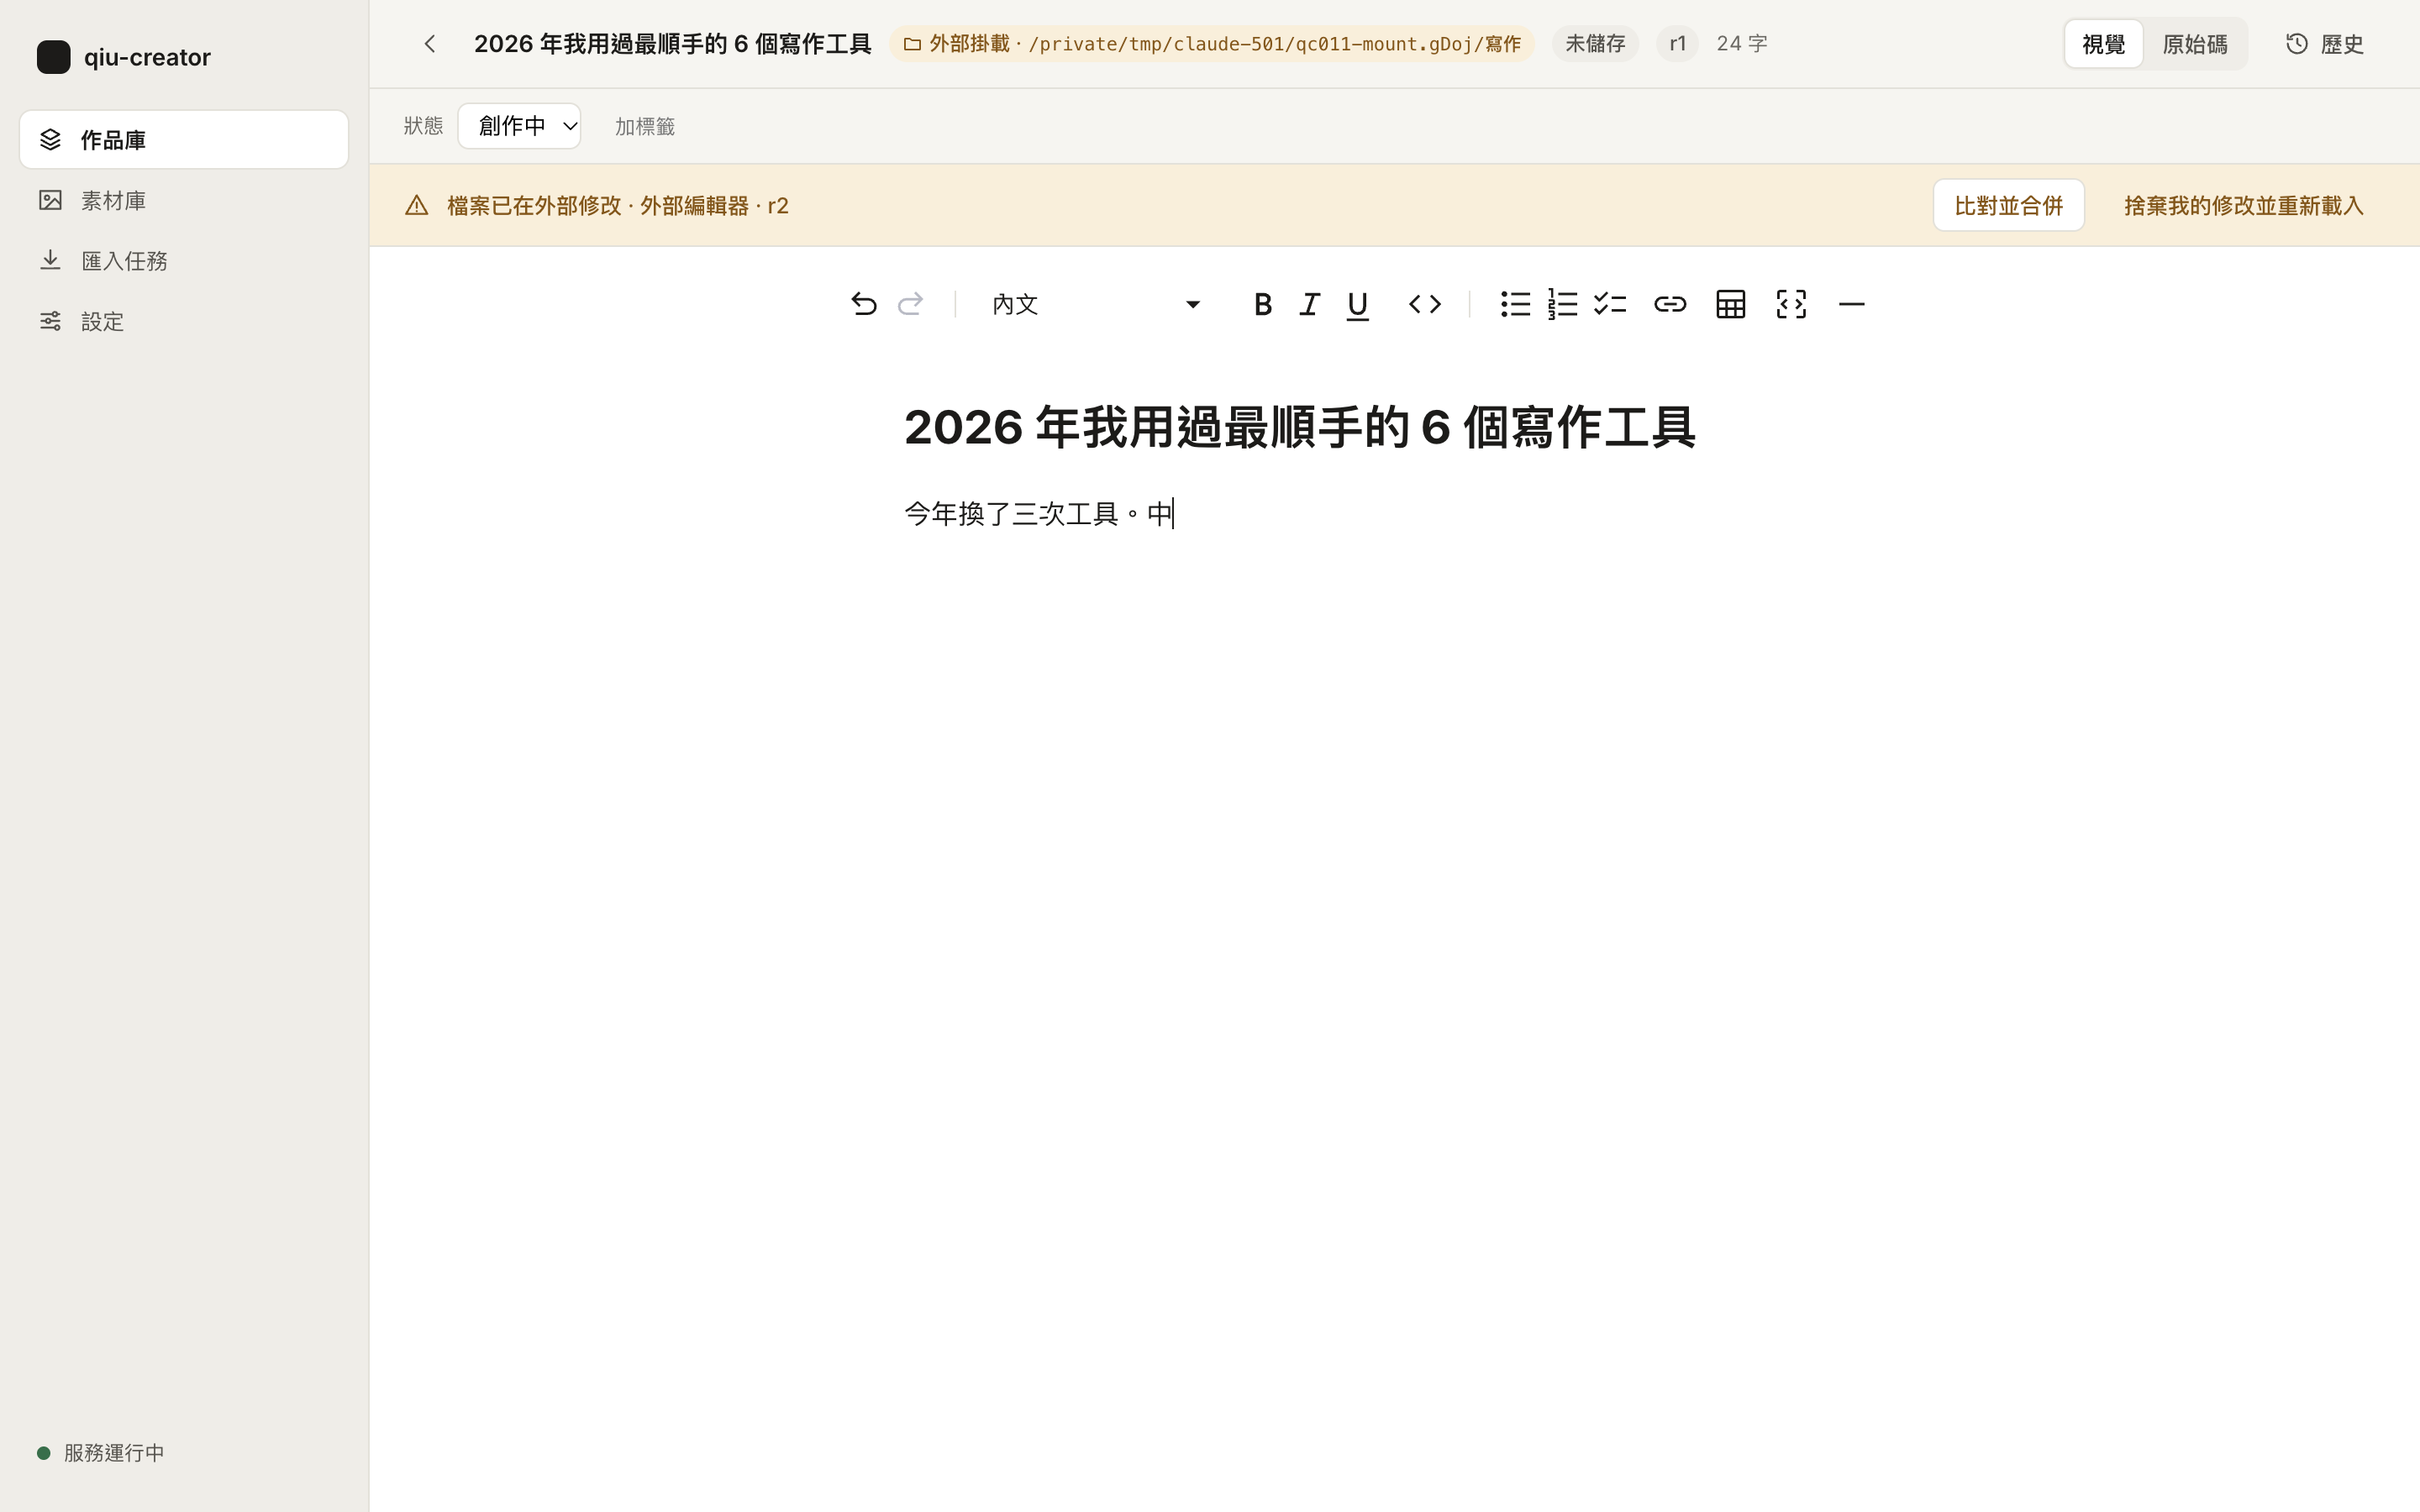 qiu-creator
作品庫
素材庫
匯入任務
設定
服務運行中
2026 年我用過最順手的 6 個寫作工具
外部掛載 · /private/tmp/claude-501/qc011-mount.gDoj/寫作
未儲存
r1
24 字
視覺
原始碼
歷史
狀態
創作中
加標籤
檔案已在外部修改 · 外部編輯器 · r2
比對並合併
捨棄我的修改並重新載入
內文
2026 年我用過最順手的 6 個寫作工具
今年換了三次工具。中